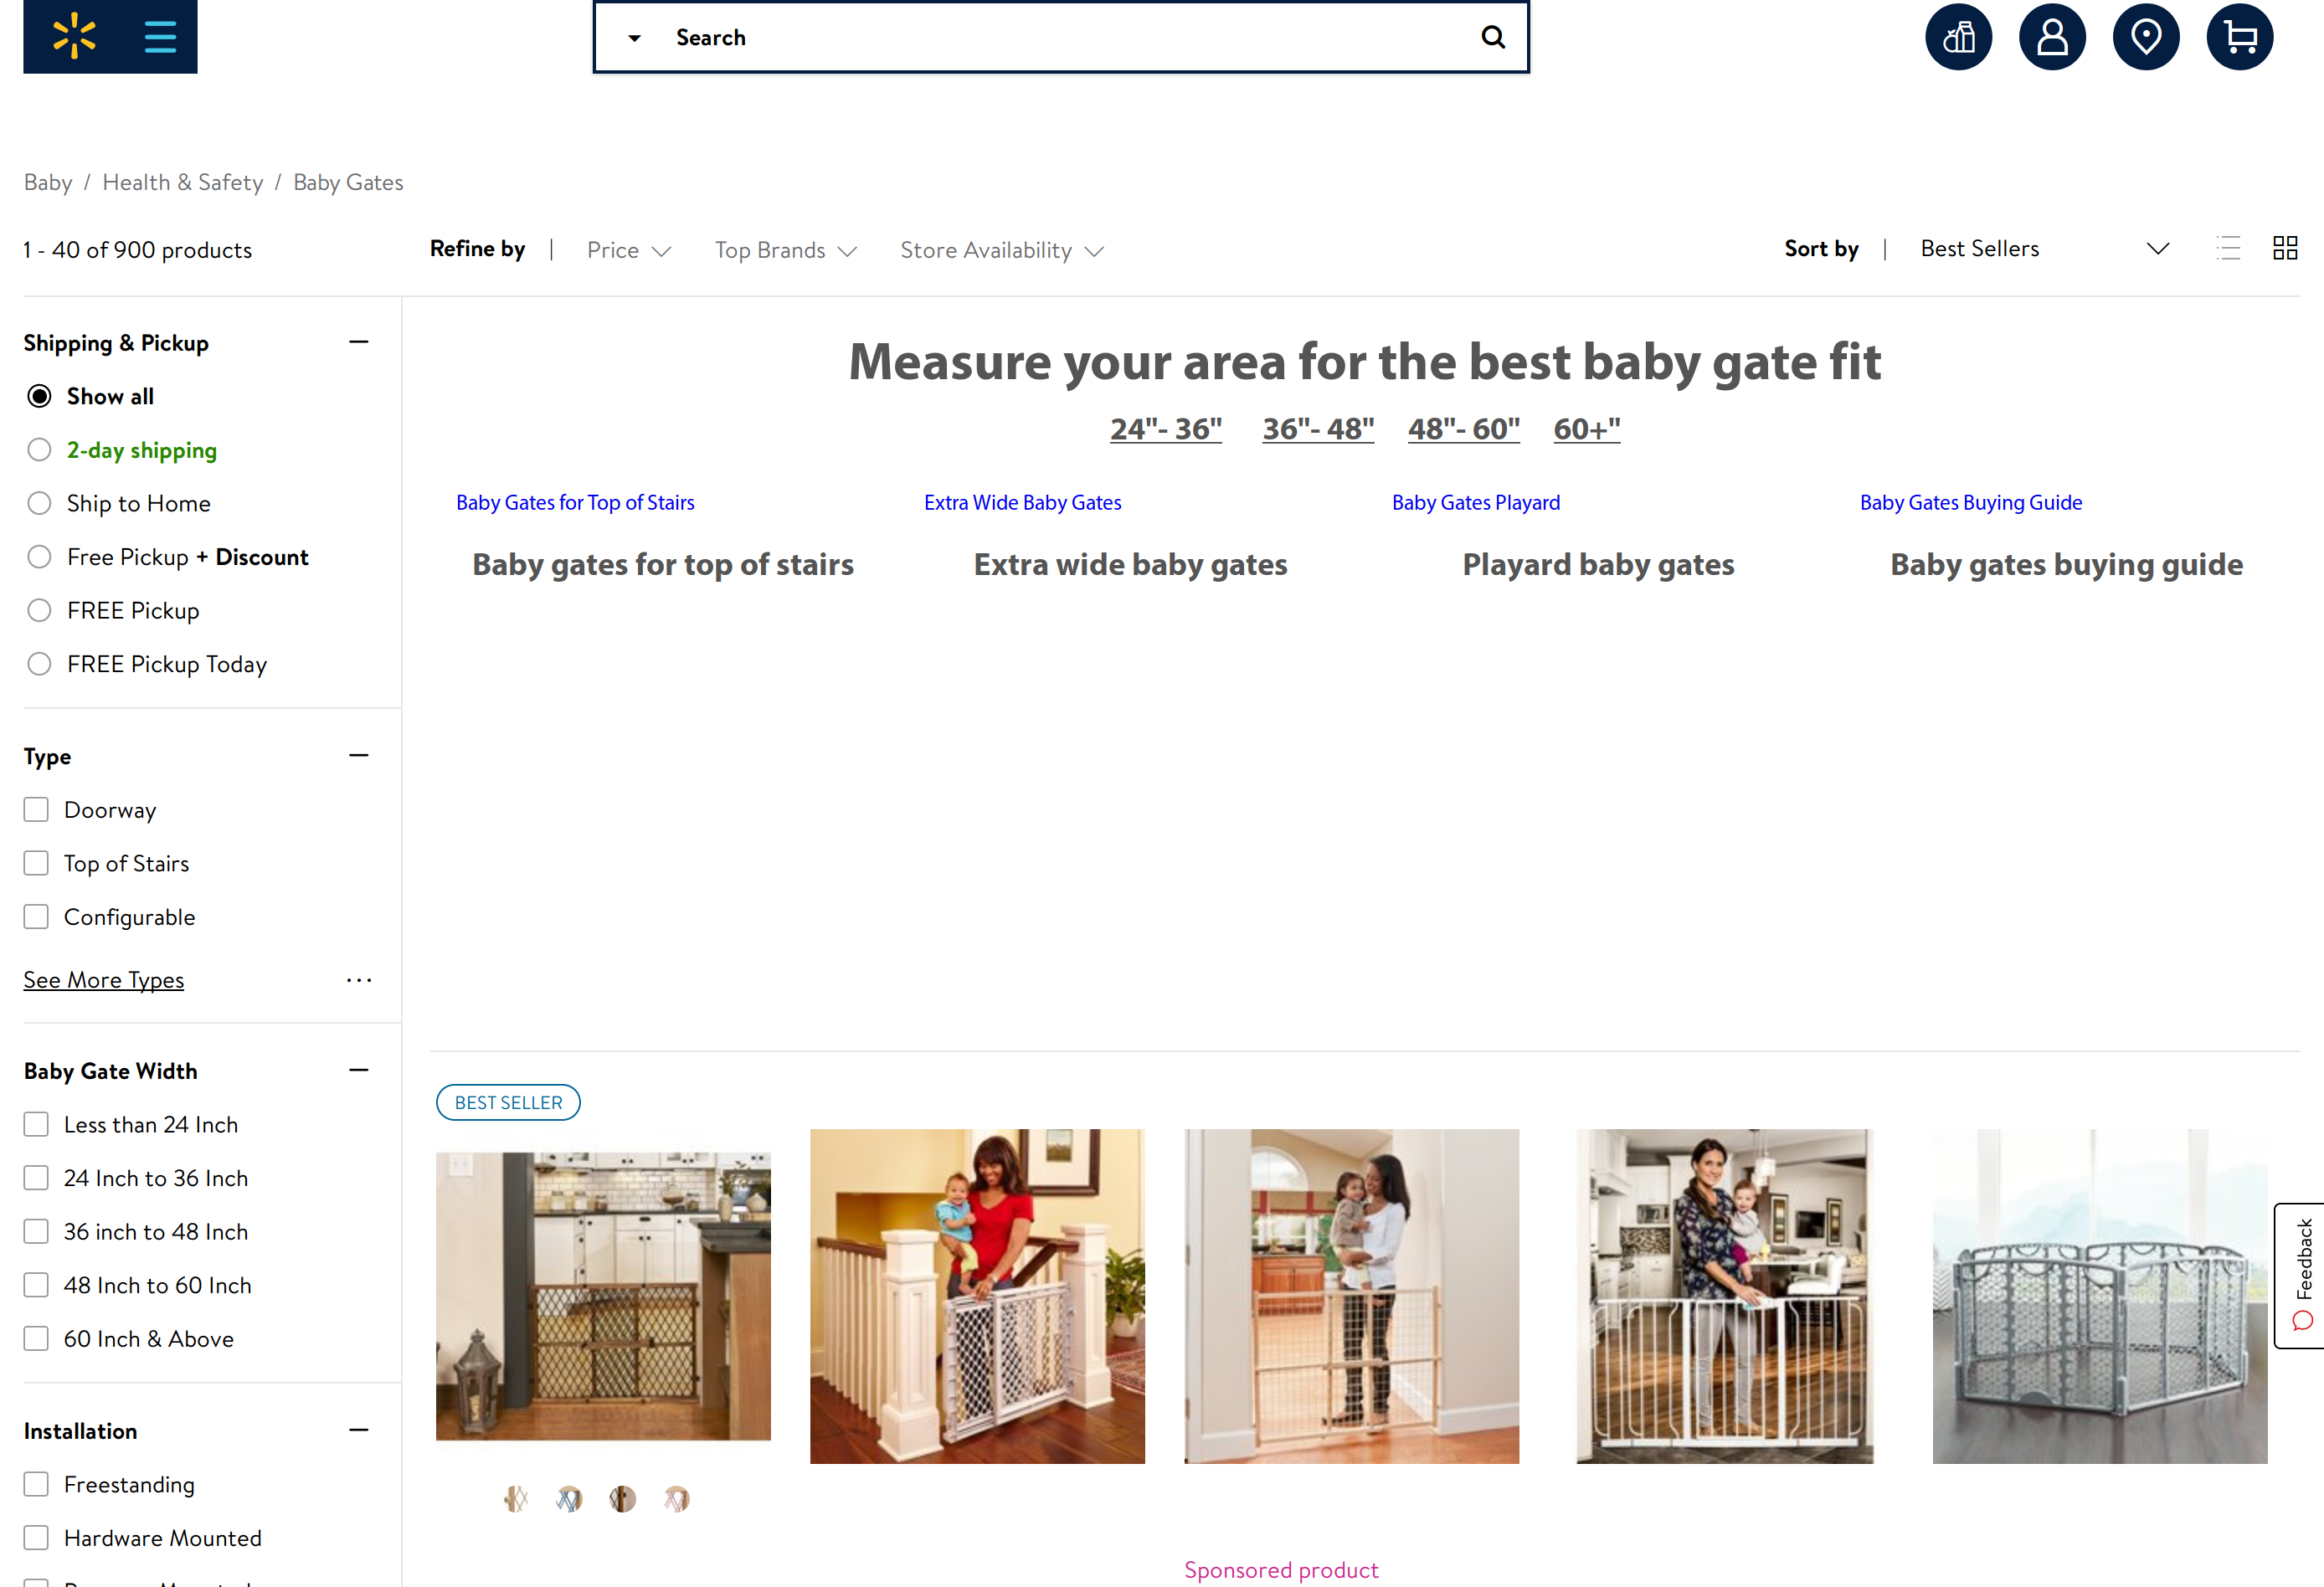 Search
Baby / Health & Safety / Baby Gates
1 - 40 of 900 products
Refine by | Price Top Brands Store Availability
Sort by | Best Sellers
Shipping & Pickup
Show all
2-day shipping
Ship to Home
Free Pickup + Discount
FREE Pickup
FREE Pickup Today
Type
Doorway
Top of Stairs
Configurable
See More Types
Baby Gate Width
Less than 24 Inch
24 Inch to 36 Inch
36 inch to 48 Inch
48 Inch to 60 Inch
60 Inch & Above
Installation
Freestanding
Hardware Mounted
Measure your area for the best baby gate fit
24"- 36" 36"- 48" 48"- 60" 60+"
Baby Gates for Top of Stairs
Baby gates for top of stairs
Extra Wide Baby Gates
Extra wide baby gates
Baby Gates Playard
Playard baby gates
Baby Gates Buying Guide
Baby gates buying guide
BEST SELLER
Sponsored product
Feedback